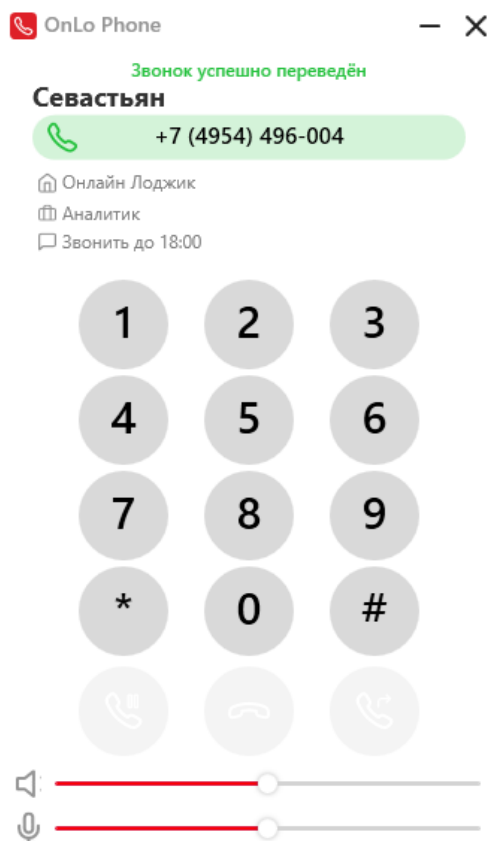 OnLo Phone
Звонок успешно переведён
Севастьян
+7 (4954) 496-004
Онлайн Лоджик
Аналитик
Звонить до 18:00
1 2 3
4 5 6
7 8 9
* 0 #